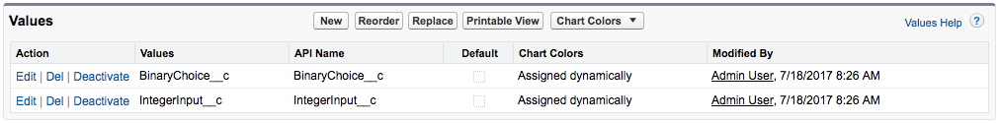 Values New Reorder Replace Printable View Chart Colors Values Help ?
Action Values API Name Default Chart Colors Modified By
Edit | Del | Deactivate BinaryChoice__c BinaryChoice__c Assigned dynamically Admin User, 7/18/2017 8:26 AM
Edit | Del | Deactivate IntegerInput__c IntegerInput__c Assigned dynamically Admin User, 7/18/2017 8:26 AM